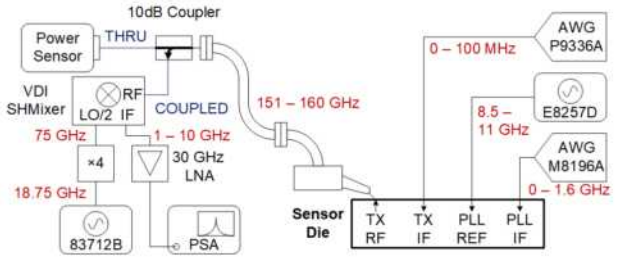 10dB Coupler
Power
Sensor
THRU
AWG
P9336A
0 – 100 MHz
VDI
SHMixer
RF
LO/2 IF
COUPLED
151 – 160 GHz
8.5 –
11 GHz
E8257D
75 GHz
1 – 10 GHz
×4
30 GHz
LNA
AWG
M8196A
18.75 GHz
0 – 1.6 GHz
83712B
PSA
Sensor
Die
TX
RF
TX
IF
PLL
REF
PLL
IF